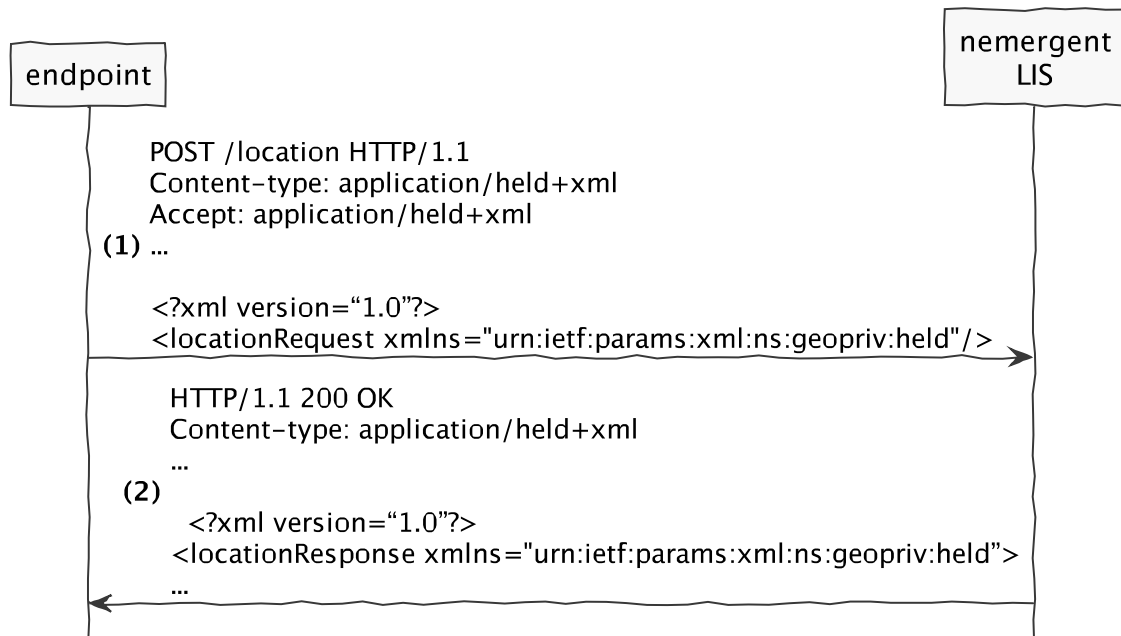 endpoint
nemergent
LIS
POST /location HTTP/1.1
Content-type: application/held+xml
Accept: application/held+xml
(1) ...
<?xml version=“1.0”?>
<locationRequest xmlns="urn:ietf:params:xml:ns:geopriv:held"/>
HTTP/1.1 200 OK
Content-type: application/held+xml
...
(2)
<?xml version=“1.0”?>
<locationResponse xmlns="urn:ietf:params:xml:ns:geopriv:held”>
...